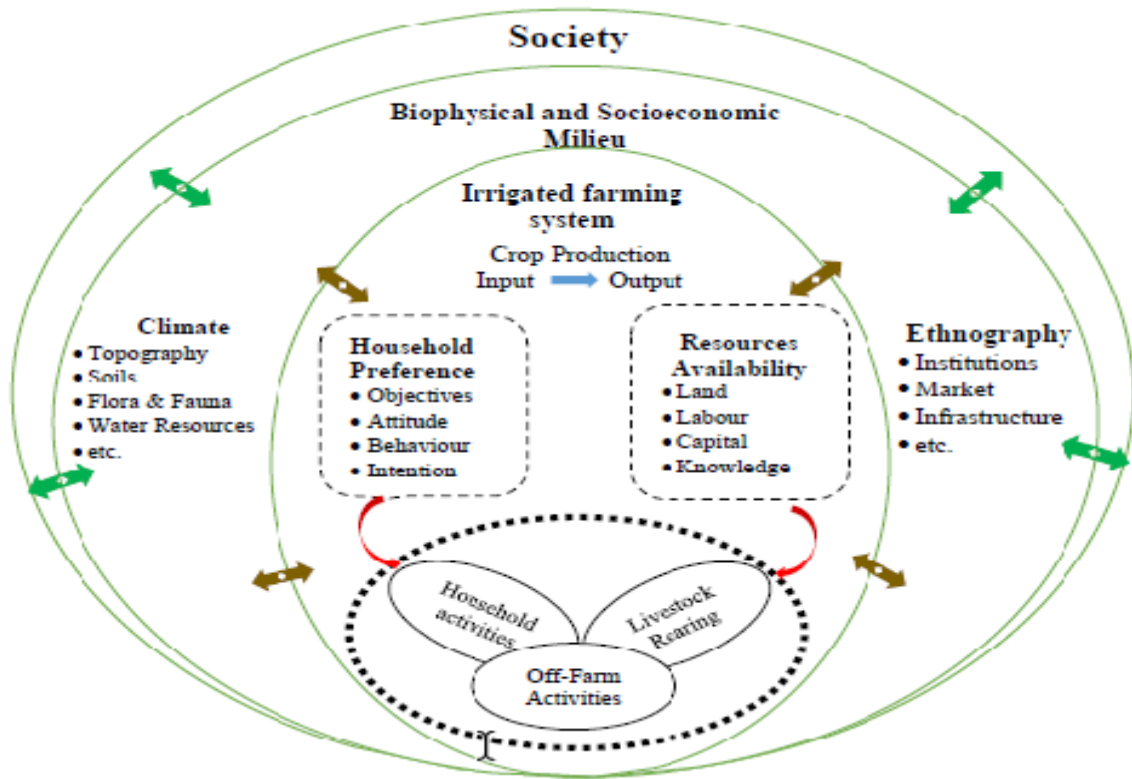 Society
Biophysical and Socioeconomic
Milieu
Irrigated farming
system
Crop Production
Input Output
Climate
• Topography
• Soils
• Flora & Fauna
• Water Resources
• etc.
Household
Preference
• Objectives
• Attitude
• Behaviour
• Intention
Resources
Availability
• Land
• Labour
• Capital
• Knowledge
Ethnography
• Institutions
• Market
• Infrastructure
• etc.
Household
activities
Livestock
Rearing
Off-Farm
Activities